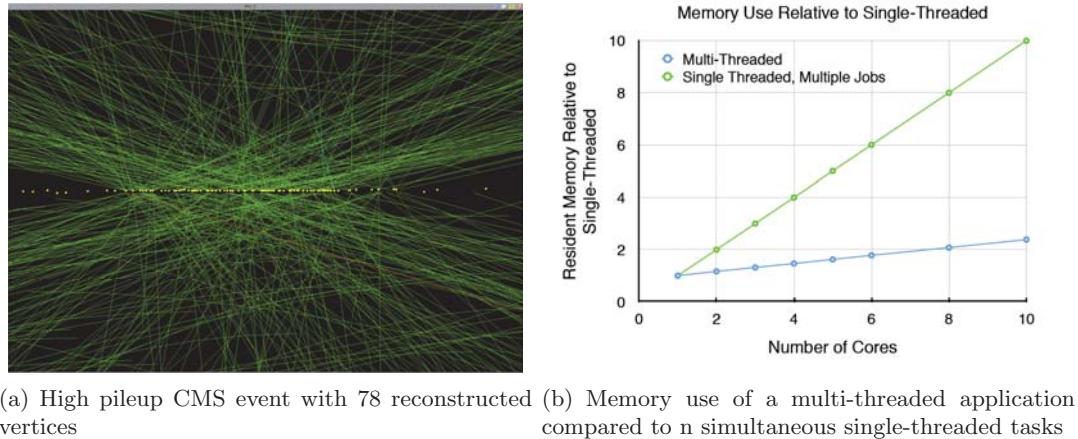 Memory Use Relative to Single-Threaded
10
8
6
4
2
0
Resident Memory Relative to
Single-Threaded
Multi-Threaded
Single Threaded, Multiple Jobs
0 2 4 6 8 10
Number of Cores
(a) High pileup CMS event with 78 reconstructed
vertices
(b) Memory use of a multi-threaded application
compared to n simultaneous single-threaded tasks